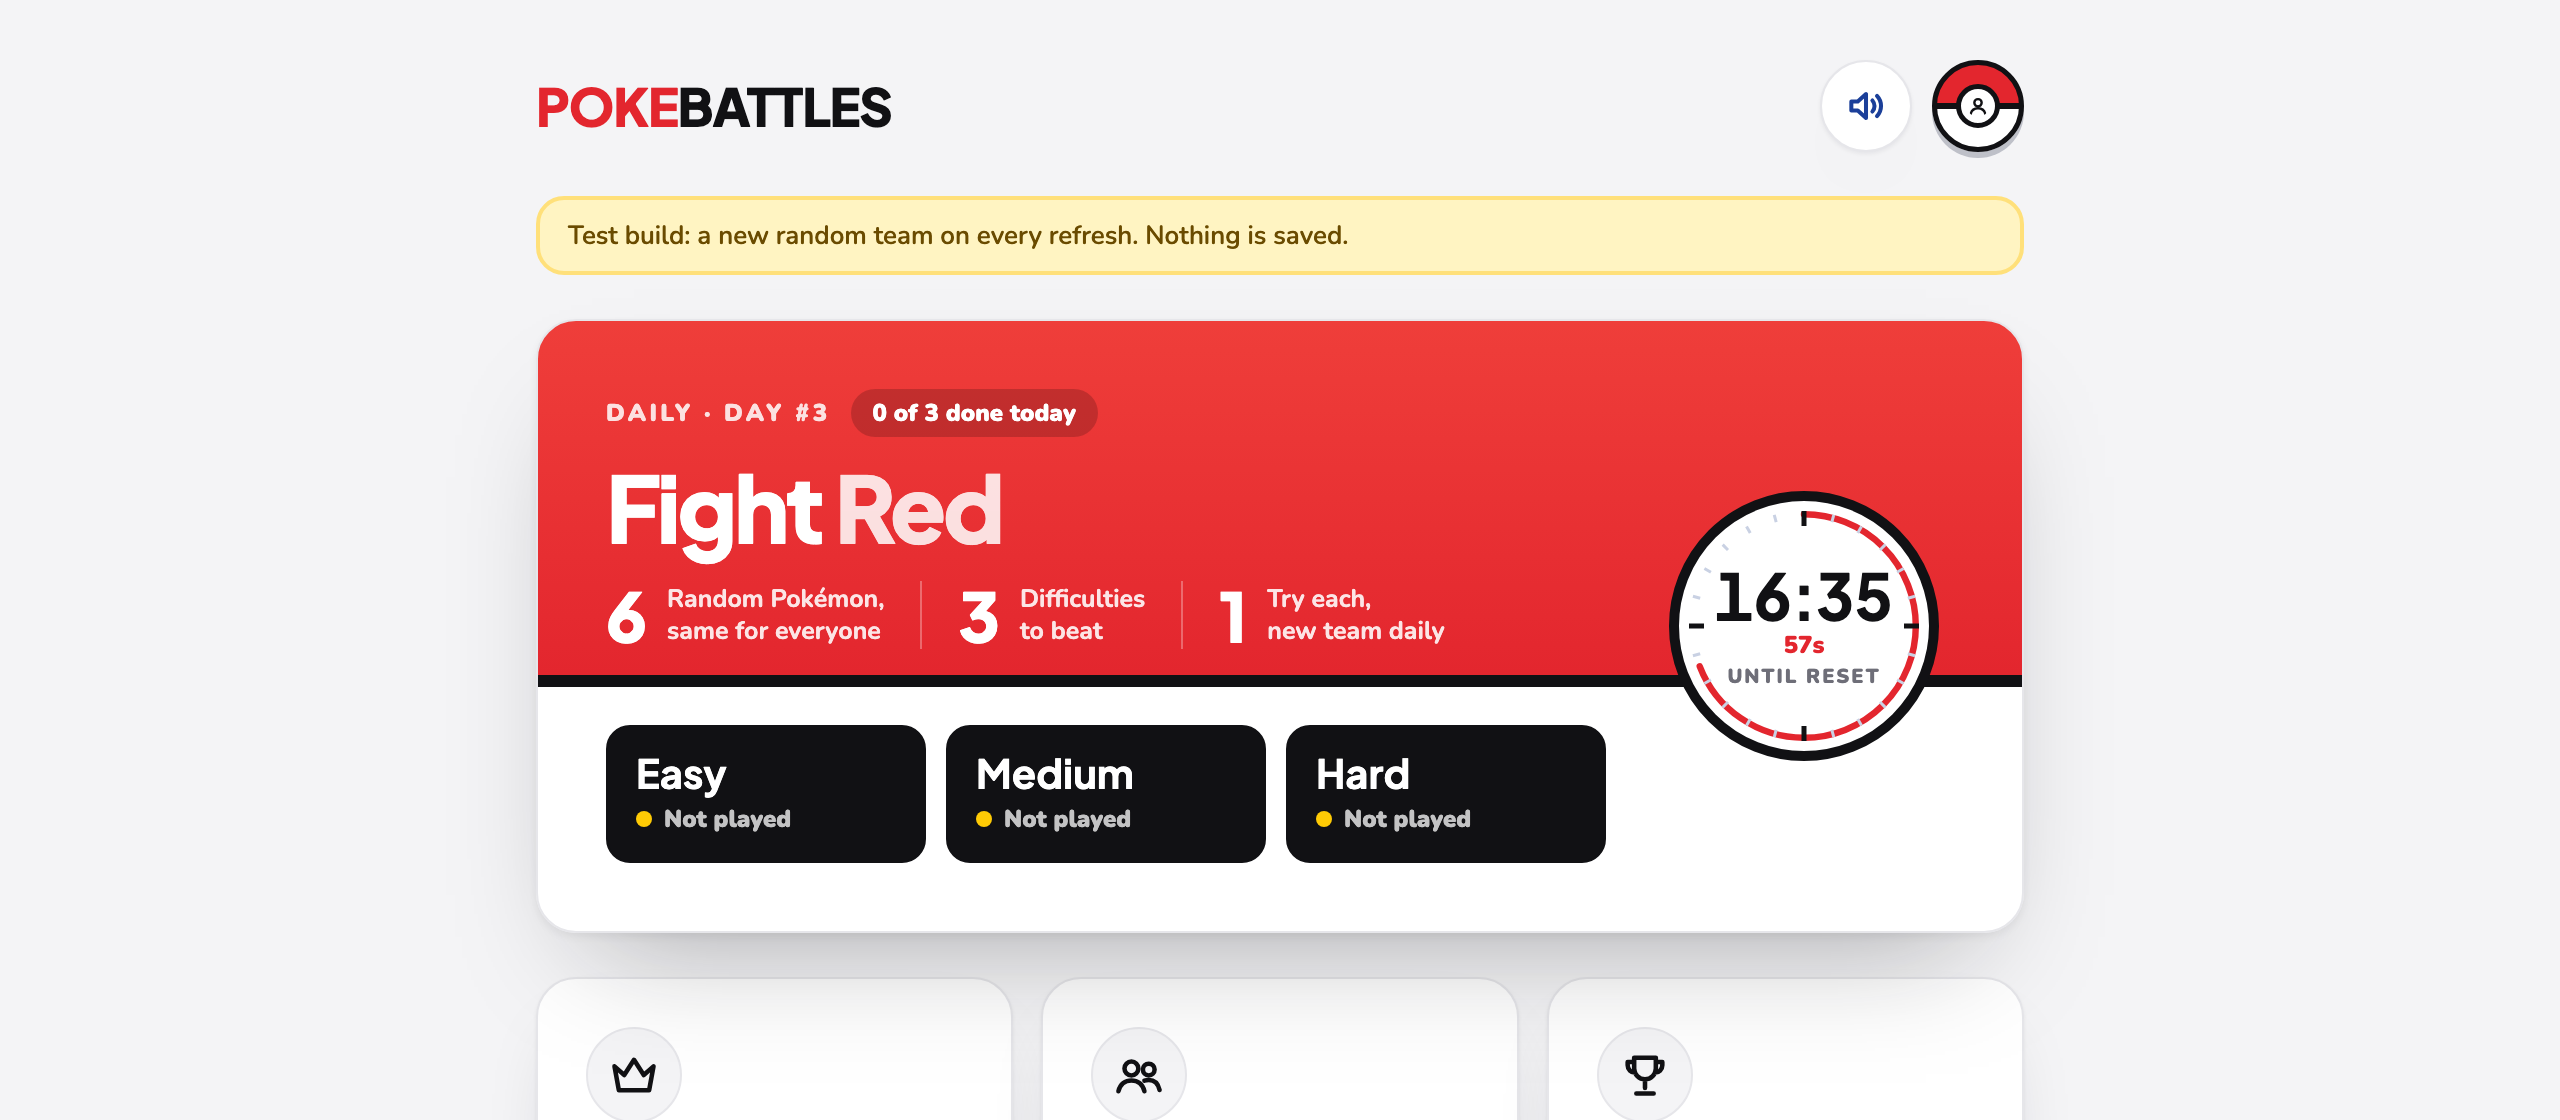 POKEBATTLES
Test build: a new random team on every refresh. Nothing is saved.
DAILY · DAY #3
0 of 3 done today
Fight Red
6 Random Pokémon,
same for everyone
3 Difficulties
to beat
1 Try each,
new team daily
16:35
57s
UNTIL RESET
Easy
Not played
Medium
Not played
Hard
Not played